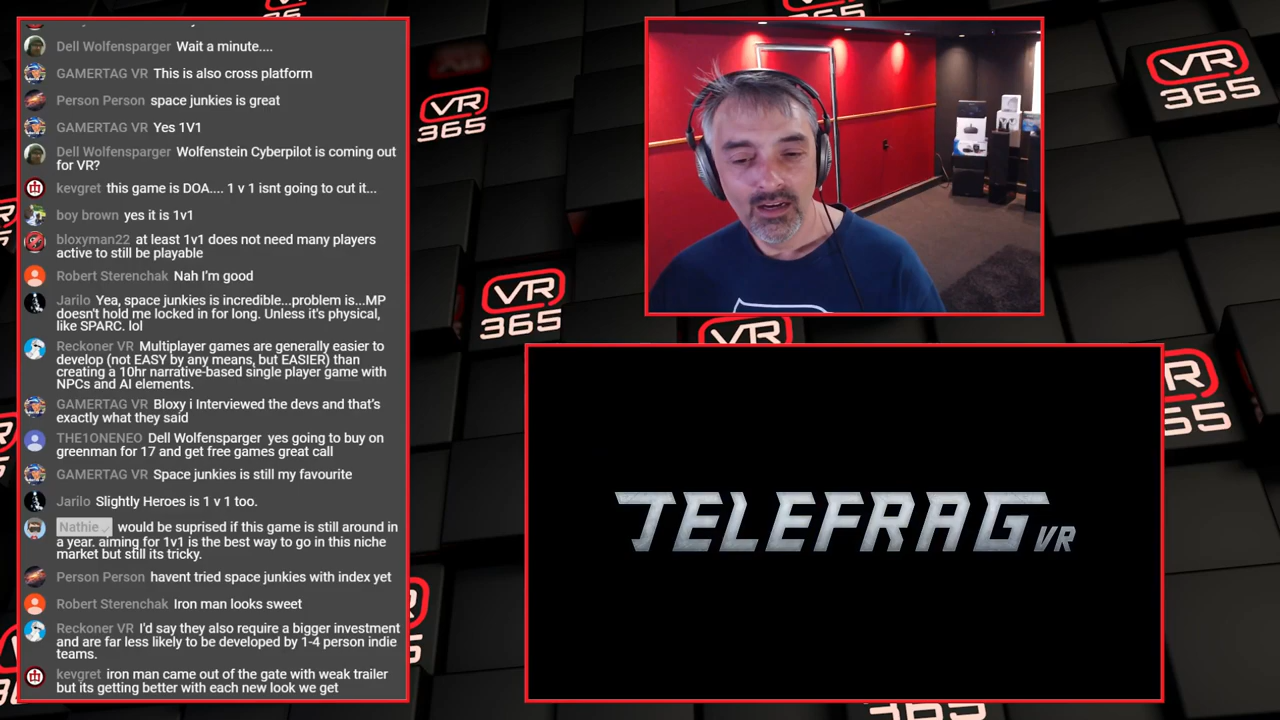 Dell Wolfensparger Wait a minute....
GAMERTAG VR This is also cross platform
Person Person space junkies is great
GAMERTAG VR Yes 1V1
Dell Wolfensparger Wolfenstein Cyberpilot is coming out
for VR?
kevgret this game is DOA.... 1 v 1 isnt going to cut it...
boy brown yes it is 1v1
bloxyman22 at least 1v1 does not need many players
active to still be playable
Robert Sterenchak Nah I'm good
Jarilo Yea, space junkies is incredible...problem is...MP
doesn't hold me locked in for long. Unless it's physical,
like SPARC. lol
Reckoner VR Multiplayer games are generally easier to
develop (not EASY by any means, but EASIER) than
creating a 10hr narrative-based single player game with
NPCs and AI elements.
GAMERTAG VR Bloxy i Interviewed the devs and that's
exactly what they said
THE1ONENEO Dell Wolfensparger yes going to buy on
greenman for 17 and get free games great call
GAMERTAG VR Space junkies is still my favourite
Jarilo Slightly Heroes is 1 v 1 too.
Nathie would be suprised if this game is still around in
a year. aiming for 1v1 is the best way to go in this niche
market but still its tricky.
Person Person havent tried space junkies with index yet
Robert Sterenchak Iron man looks sweet
Reckoner VR I'd say they also require a bigger investment
and are far less likely to be developed by 1-4 person indie
teams.
kevgret iron man came out of the gate with weak trailer
but its getting better with each new look we get
VR
365
VR
365
VR
365
VR
365
TELEFRAG VR